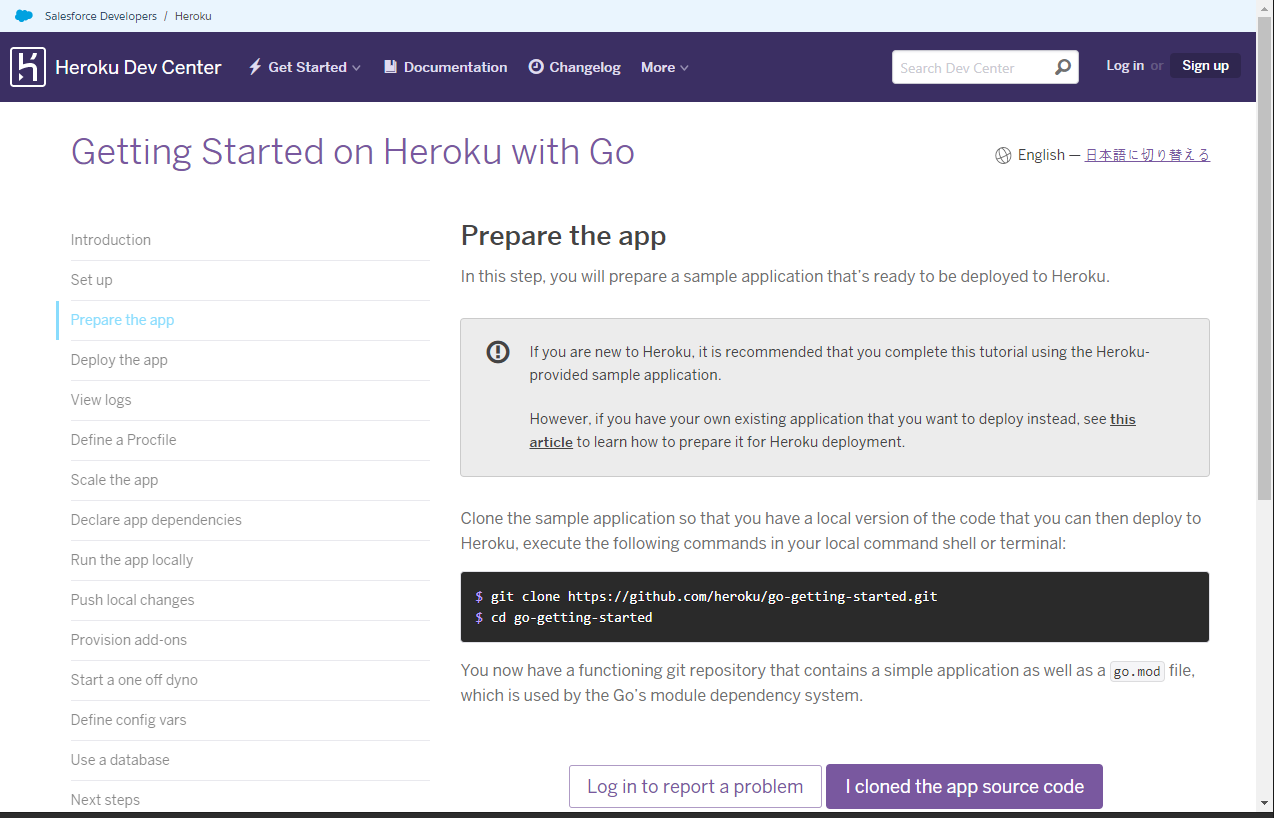 Salesforce Developers / Heroku
Heroku Dev Center Get Started Documentation Changelog More Search Dev Center Log in or Sign up
Getting Started on Heroku with Go
English — 日本語に切り替える
Introduction
Set up
Prepare the app
Deploy the app
View logs
Define a Procfile
Scale the app
Declare app dependencies
Run the app locally
Push local changes
Provision add-ons
Start a one off dyno
Define config vars
Use a database
Next steps
Prepare the app
In this step, you will prepare a sample application that’s ready to be deployed to Heroku.
If you are new to Heroku, it is recommended that you complete this tutorial using the Heroku-
provided sample application.
However, if you have your own existing application that you want to deploy instead, see this
article to learn how to prepare it for Heroku deployment.
Clone the sample application so that you have a local version of the code that you can then deploy to
Heroku, execute the following commands in your local command shell or terminal:
$ git clone https://github.com/heroku/go-getting-started.git
$ cd go-getting-started
You now have a functioning git repository that contains a simple application as well as a go.mod file,
which is used by the Go’s module dependency system.
Log in to report a problem I cloned the app source code